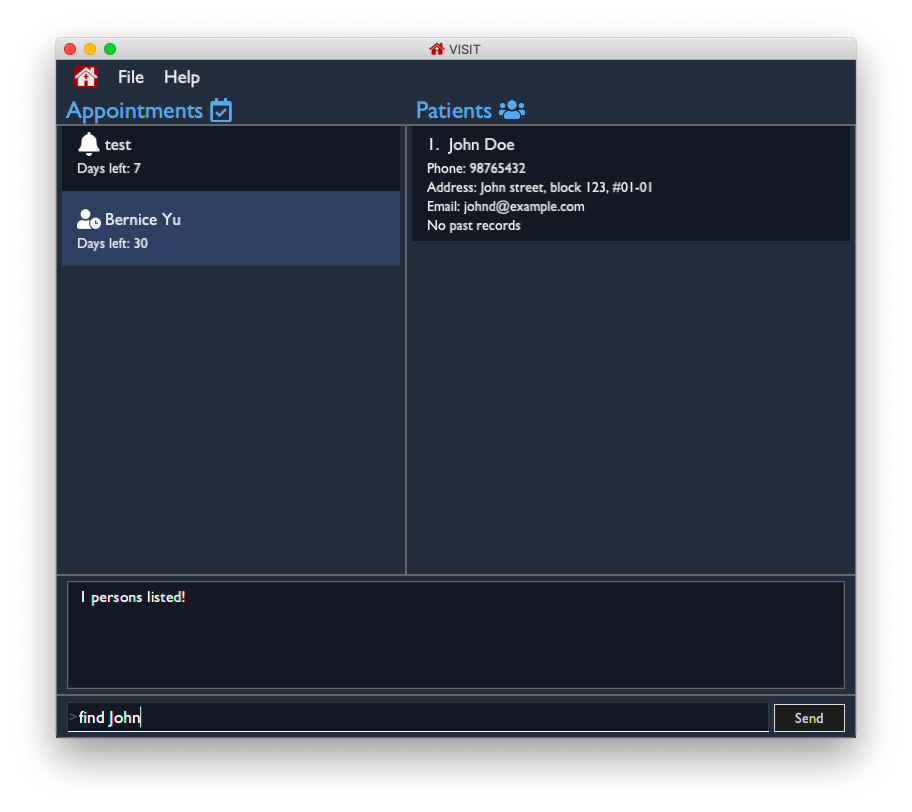 VISIT
File Help
Appointments
test
Days left: 7
Bernice Yu
Days left: 30
Patients
1. John Doe
Phone: 98765432
Address: John street, block 123, #01-01
Email: johnd@example.com
No past records
1 persons listed!
>find John
Send